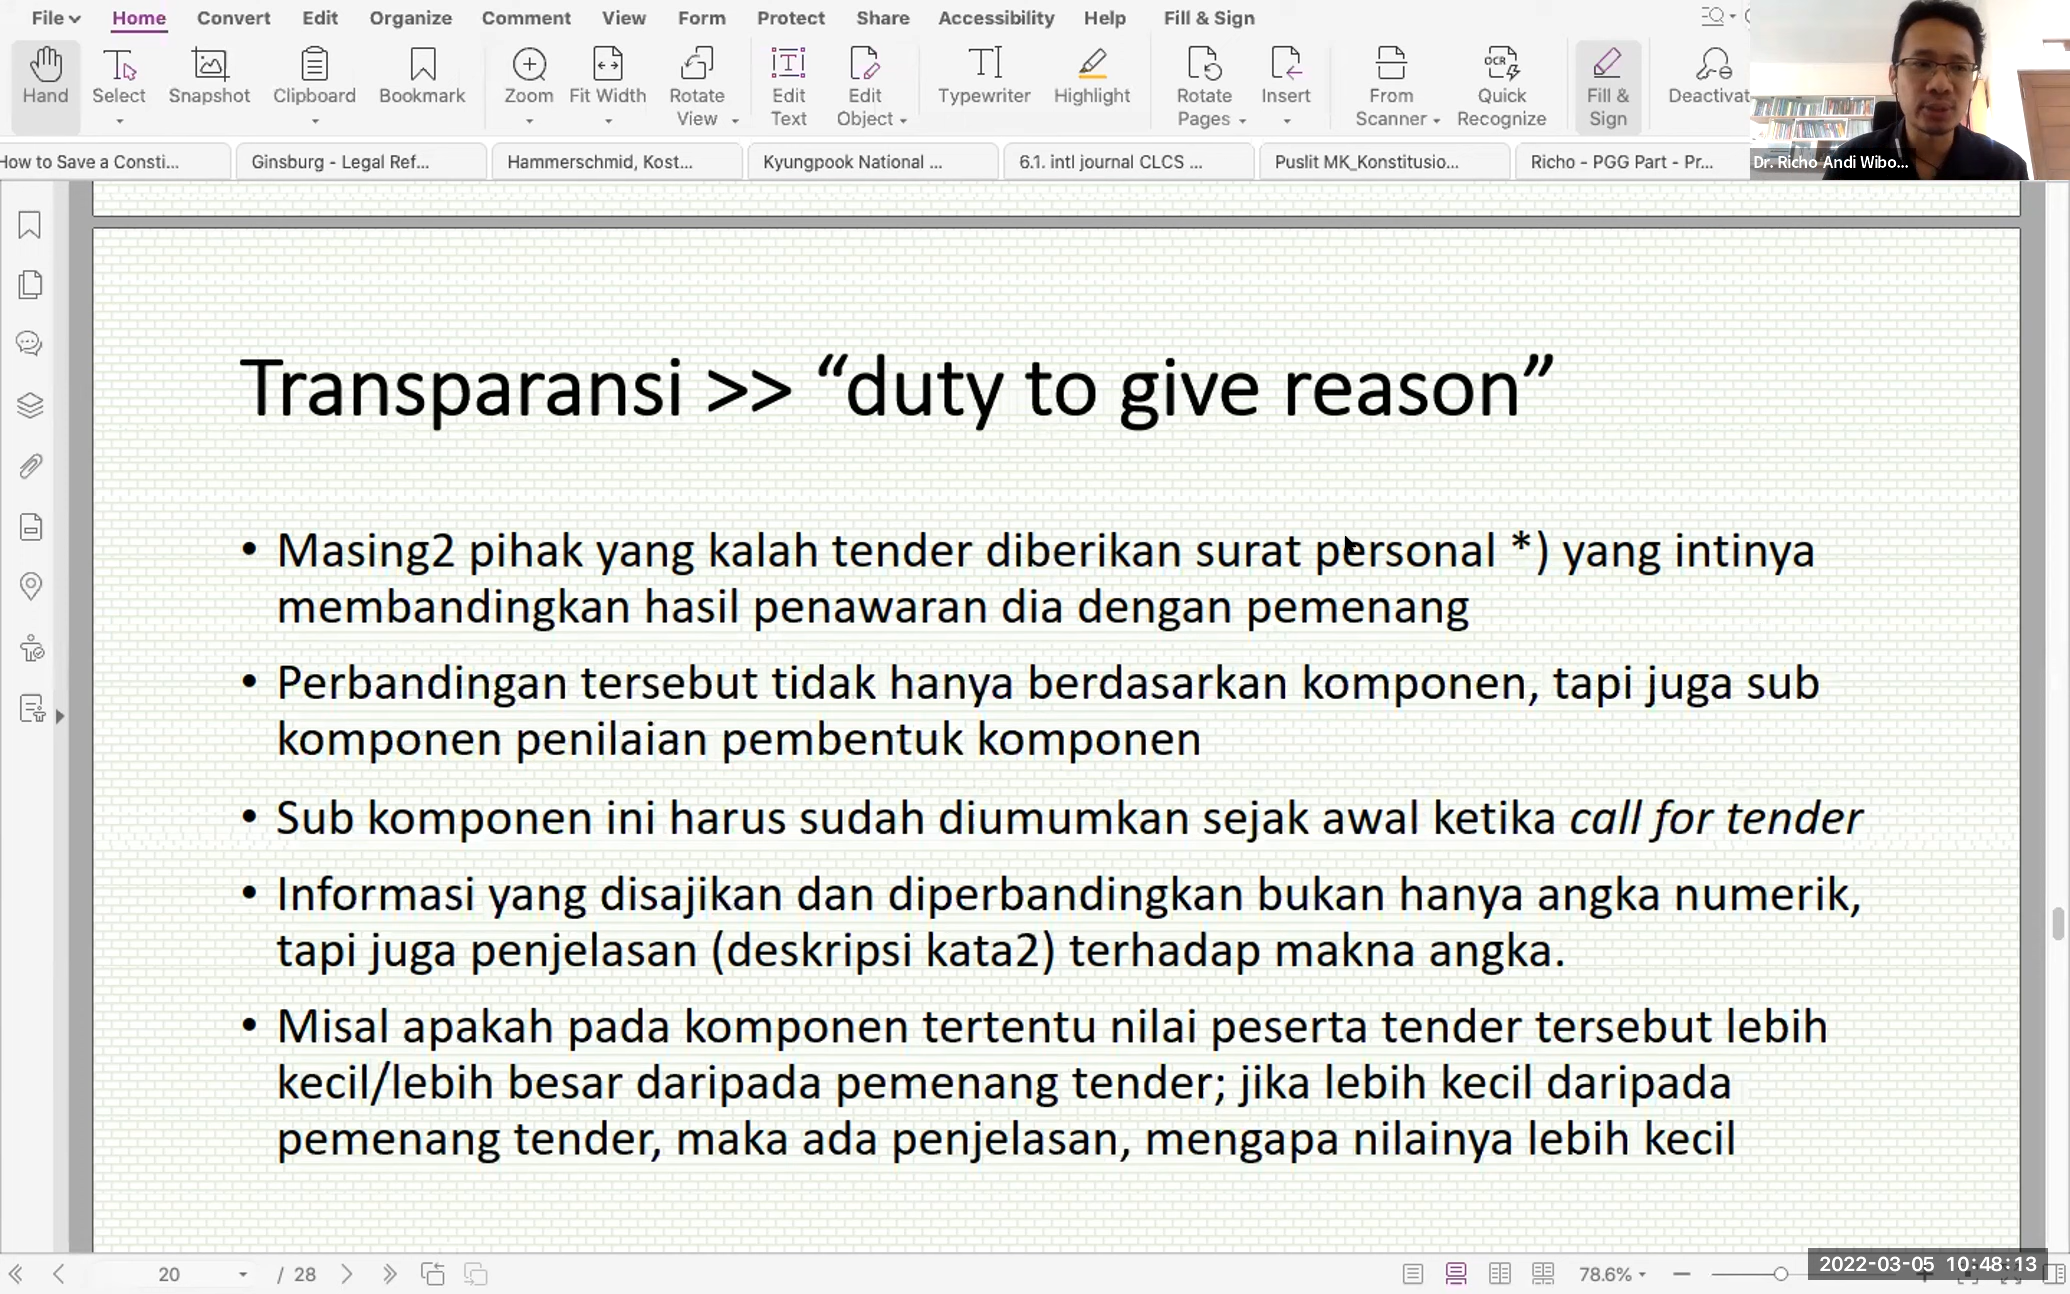 File Home Convert Edit Organize Comment View Form Protect Share Accessibility Help Fill & Sign
Hand Select Snapshot Clipboard Bookmark Zoom Fit Width Rotate View Edit Text Edit Object Typewriter Highlight Rotate Pages Insert From Scanner Quick Recognize Fill & Sign Deactivat
How to Save a Consti... Ginsburg - Legal Ref... Hammerschmid, Kost... Kyungpook National ... 6.1. intl journal CLCS ... Puslit MK_Konstitusio... Richo - PGG Part - Pr...
Dr. Richo Andi Wibo...
Transparansi >> “duty to give reason”
• Masing2 pihak yang kalah tender diberikan surat personal *) yang intinya
membandingkan hasil penawaran dia dengan pemenang
• Perbandingan tersebut tidak hanya berdasarkan komponen, tapi juga sub
komponen penilaian pembentuk komponen
• Sub komponen ini harus sudah diumumkan sejak awal ketika call for tender
• Informasi yang disajikan dan diperbandingkan bukan hanya angka numerik,
tapi juga penjelasan (deskripsi kata2) terhadap makna angka.
• Misal apakah pada komponen tertentu nilai peserta tender tersebut lebih
kecil/lebih besar daripada pemenang tender; jika lebih kecil daripada
pemenang tender, maka ada penjelasan, mengapa nilainya lebih kecil
20 / 28 78.6%
2022-03-05 10:48:13